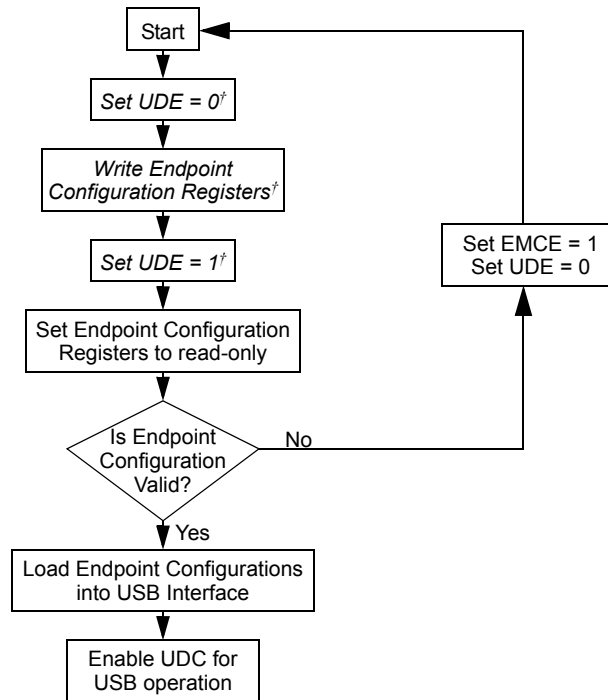 Start
Set UDE = 0†
Write Endpoint
Configuration Registers†
Set UDE = 1†
Set EMCE = 1
Set UDE = 0
Set Endpoint Configuration
Registers to read-only
Is Endpoint
Configuration
Valid?
No
Yes
Load Endpoint Configurations
into USB Interface
Enable UDC for
USB operation